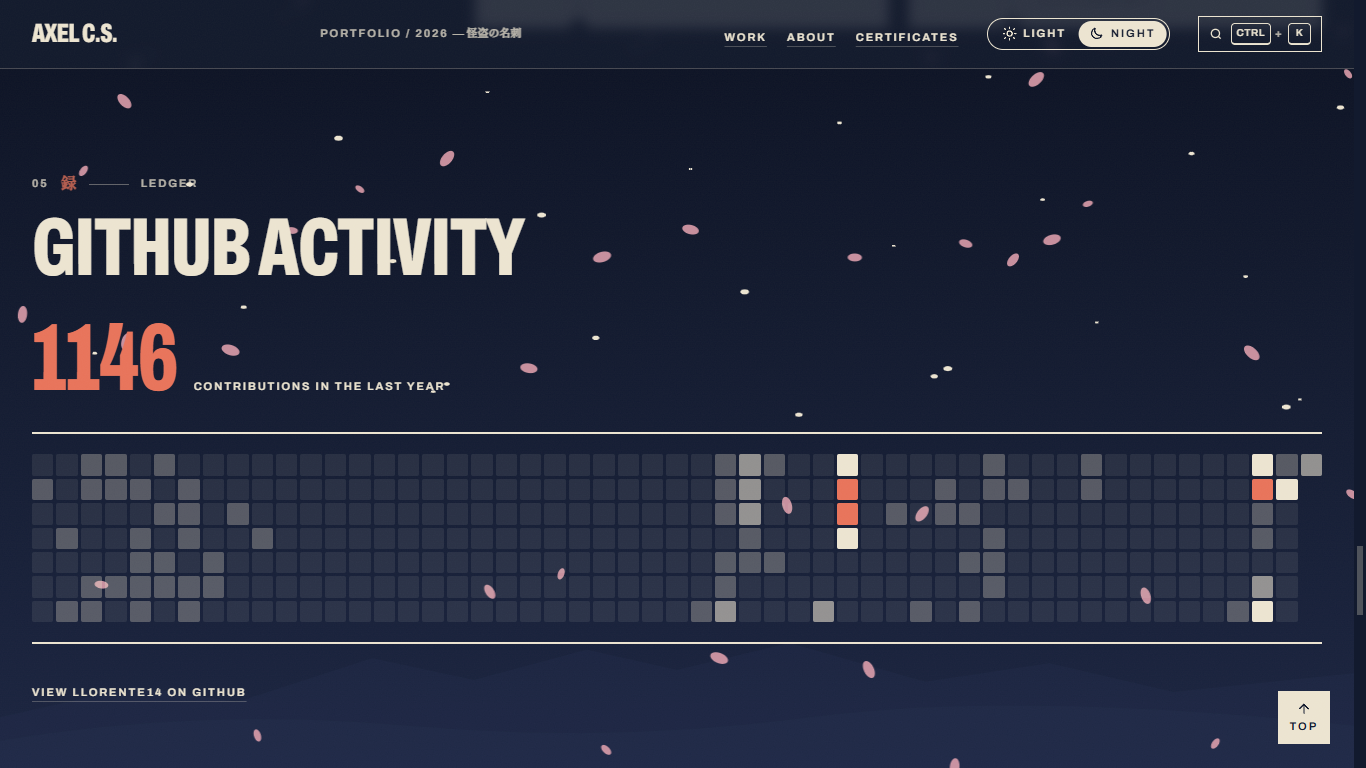 AXEL C.S.
PORTFOLIO / 2026 — 怪盗の名刺
WORK
ABOUT
CERTIFICATES
LIGHT
NIGHT
CTRL + K
05 録 LEDGER
GITHUB ACTIVITY
1146 CONTRIBUTIONS IN THE LAST YEAR
VIEW LLORENTE14 ON GITHUB
TOP